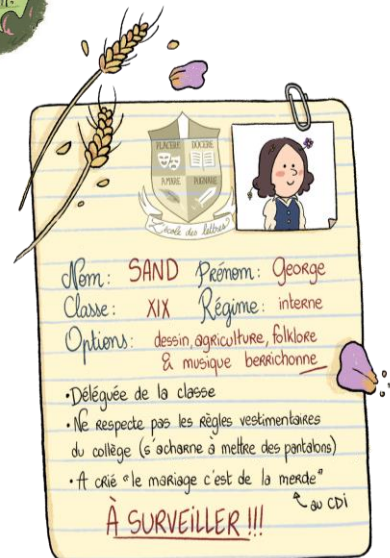 PLACERE DOCERE
AMARE PUGNARE
L'école des lettres
Nom: SAND Prénom: George
Classe: XIX Régime: interne
Options: dessin, agriculture, folklore
& musique berrichonne
•Déléguée de la classe
•Ne respecte pas les règles vestimentaires
du collège (s'acharne à mettre des pantalons)
•A crié "le mariage c'est de la merde"
au CDI
À SURVEILLER !!!